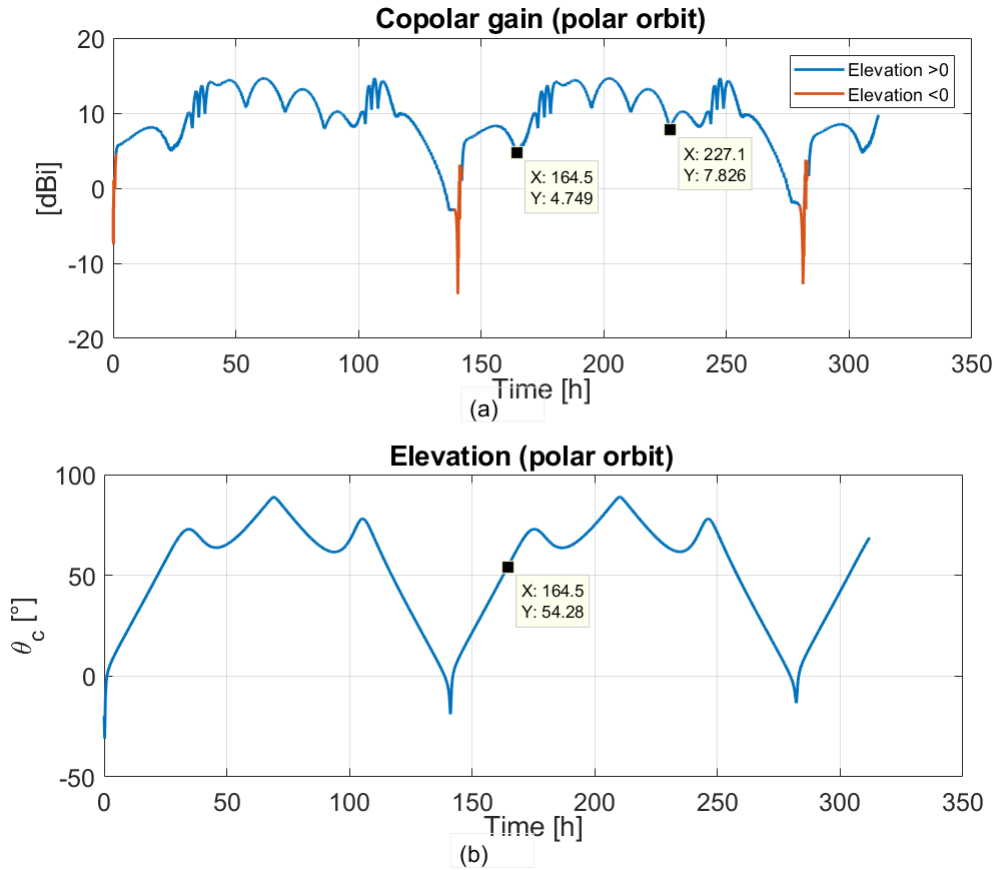 Copolar gain (polar orbit)
20
10
0
-10
-20
[dBi]
Elevation >0
Elevation <0
X: 164.5
Y: 4.749
X: 227.1
Y: 7.826
0
50
100
150
200
250
300
350
Time [h]
(a)
Elevation (polar orbit)
100
50
0
-50
θc [°]
X: 164.5
Y: 54.28
0
50
100
150
200
250
300
350
Time [h]
(b)